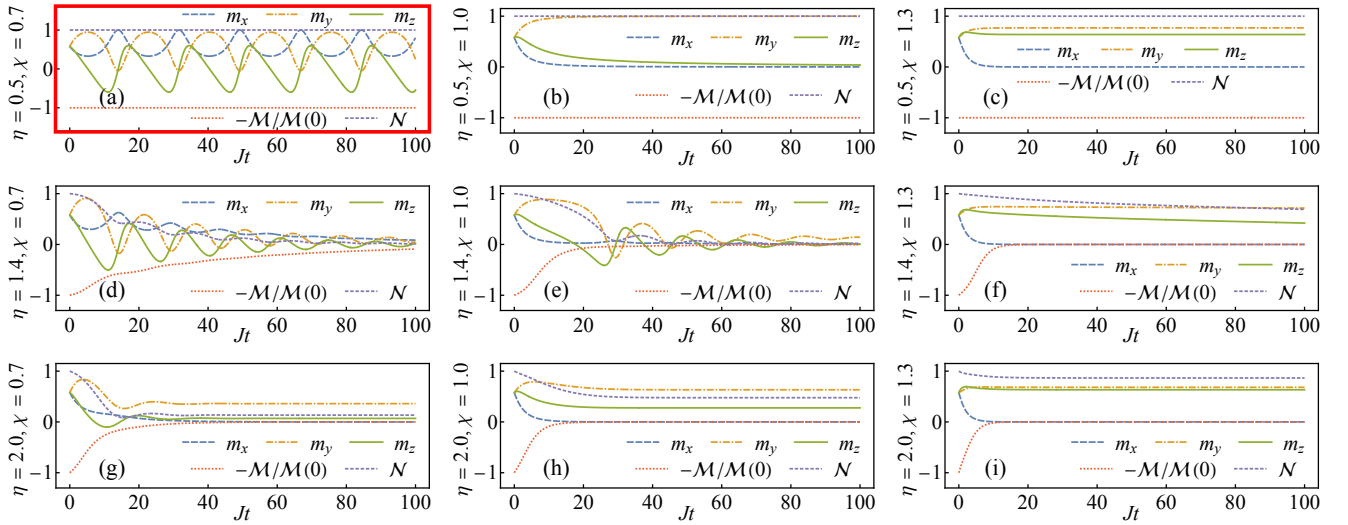 η = 0.5, χ = 0.7
1
0
−1
m_x m_y m_z
(a)
−ℳ/ℳ(0) 𝒩
0 20 40 60 80 100
Jt
η = 0.5, χ = 1.0
1
0
−1
m_x m_y m_z
(b)
−ℳ/ℳ(0) 𝒩
0 20 40 60 80 100
Jt
η = 0.5, χ = 1.3
1
0
−1
m_x m_y m_z
(c)
−ℳ/ℳ(0) 𝒩
0 20 40 60 80 100
Jt
η = 1.4, χ = 0.7
1
0
−1
m_x m_y m_z
(d)
−ℳ/ℳ(0) 𝒩
0 20 40 60 80 100
Jt
η = 1.4, χ = 1.0
1
0
−1
m_x m_y m_z
(e)
−ℳ/ℳ(0) 𝒩
0 20 40 60 80 100
Jt
η = 1.4, χ = 1.3
1
0
−1
m_x m_y m_z
(f)
−ℳ/ℳ(0) 𝒩
0 20 40 60 80 100
Jt
η = 2.0, χ = 0.7
1
0
−1
m_x m_y m_z
(g)
−ℳ/ℳ(0) 𝒩
0 20 40 60 80 100
Jt
η = 2.0, χ = 1.0
1
0
−1
m_x m_y m_z
(h)
−ℳ/ℳ(0) 𝒩
0 20 40 60 80 100
Jt
η = 2.0, χ = 1.3
1
0
−1
m_x m_y m_z
(i)
−ℳ/ℳ(0) 𝒩
0 20 40 60 80 100
Jt